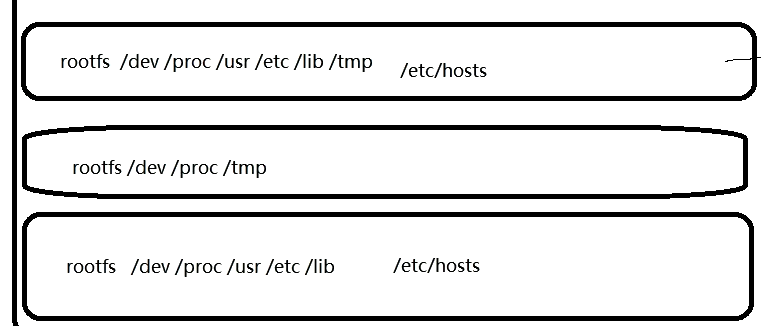 rootfs /dev /proc /usr /etc /lib /tmp /etc/hosts
rootfs /dev /proc /tmp
rootfs /dev /proc /usr /etc /lib /etc/hosts